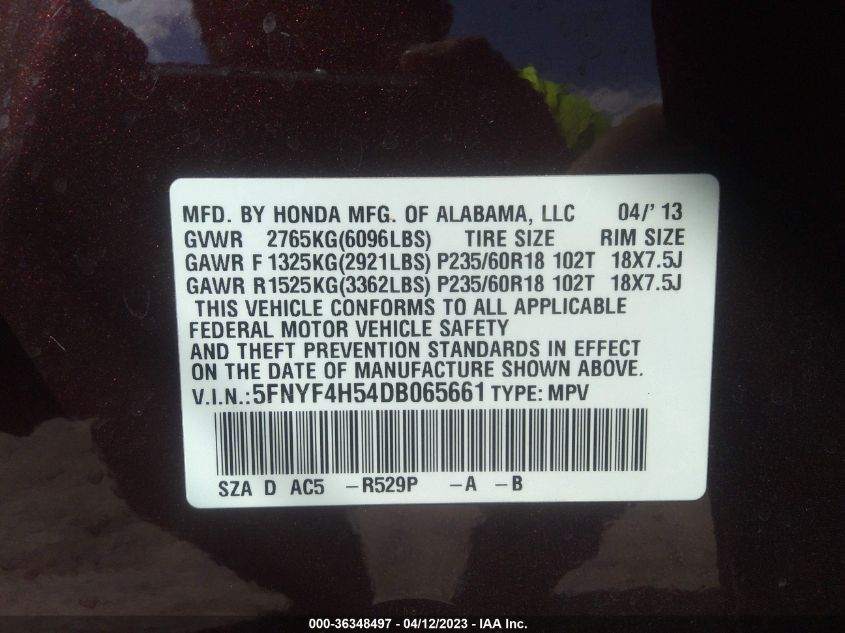 MFD. BY HONDA MFG. OF ALABAMA, LLC 04/' 13
GVWR 2765KG(6096LBS) TIRE SIZE RIM SIZE
GAWR F 1325KG(2921LBS) P235/60R18 102T 18X7.5J
GAWR R1525KG(3362LBS) P235/60R18 102T 18X7.5J
THIS VEHICLE CONFORMS TO ALL APPLICABLE
FEDERAL MOTOR VEHICLE SAFETY
AND THEFT PREVENTION STANDARDS IN EFFECT
ON THE DATE OF MANUFACTURE SHOWN ABOVE.
V.I.N.:5FNYF4H54DB065661 TYPE: MPV
SZA D AC5 –R529P –A –B
000-36348497 - 04/12/2023 - IAA Inc.